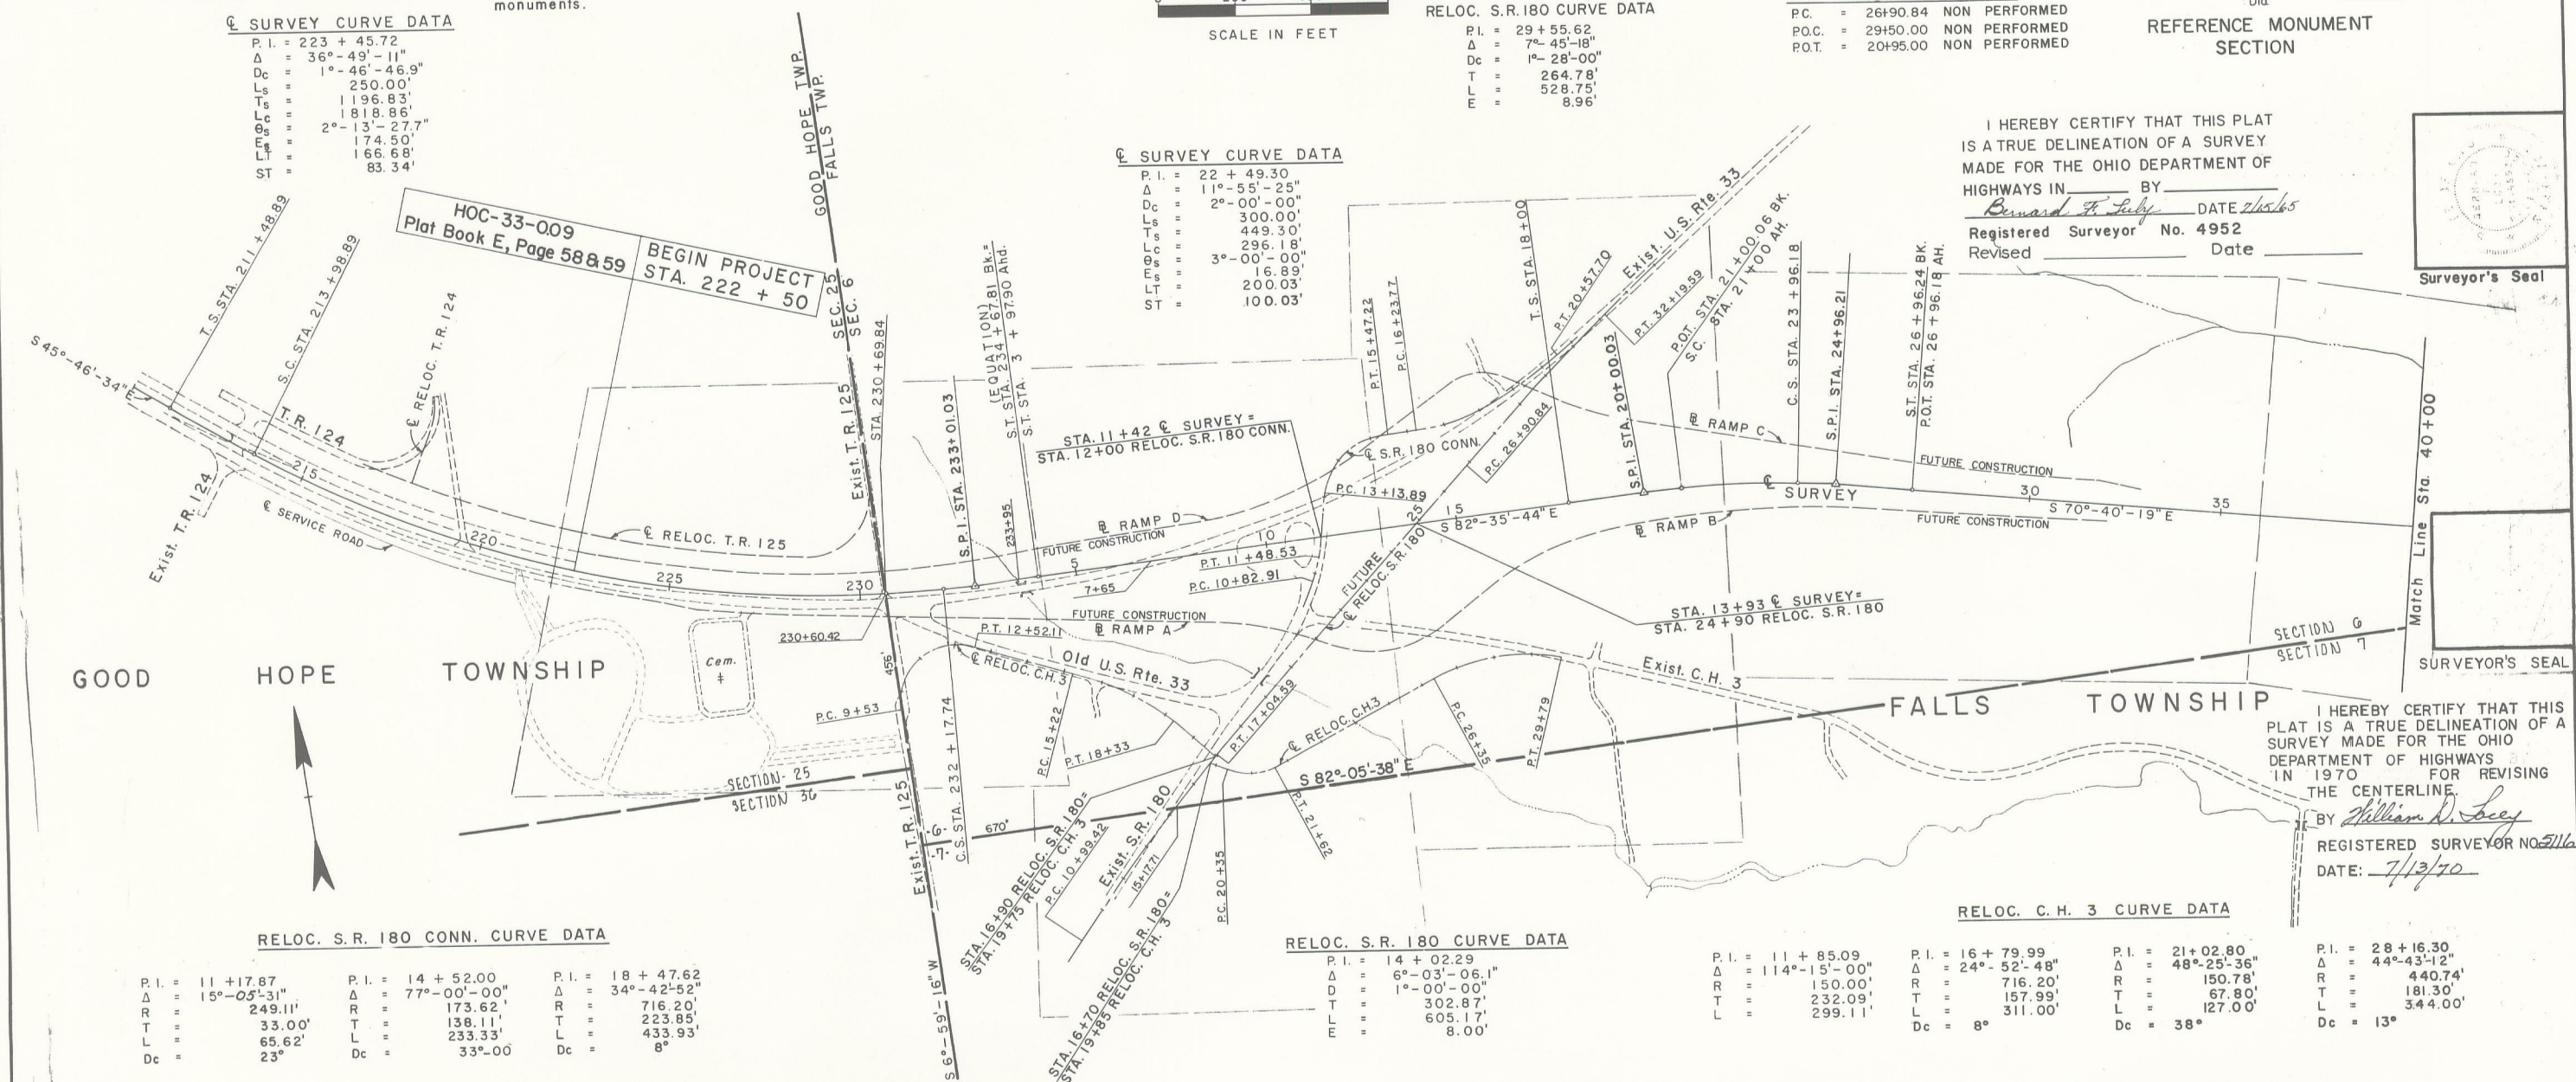 monuments.
℄ SURVEY CURVE DATA
P. I. = 223 + 45.72
Δ = 36°-49'-11"
Dc = 1°-46'-46.9"
Ls = 250.00'
Ts = 1196.83'
Lc = 1818.86'
θs = 2°-13'-27.7"
Es = 174.50'
LT = 166.68'
ST = 83.34'
SCALE IN FEET
RELOC. S.R. 180 CURVE DATA
P.I. = 29 + 55.62
Δ = 7°-45'-18"
Dc = 1°-28'-00"
T = 264.78'
L = 528.75'
E = 8.96'
P.C. = 26+90.84 NON PERFORMED
P.O.C. = 29+50.00 NON PERFORMED
P.O.T. = 20+95.00 NON PERFORMED
REFERENCE MONUMENT
SECTION
I HEREBY CERTIFY THAT THIS PLAT
IS A TRUE DELINEATION OF A SURVEY
MADE FOR THE OHIO DEPARTMENT OF
HIGHWAYS IN BY
Bernard F. DATE 7/15/65
Registered Surveyor No. 4952
Revised Date
Surveyor's Seal
℄ SURVEY CURVE DATA
P.I. = 22 + 49.30
Δ = 11°-55'-25"
Dc = 2°-00'-00"
Ls = 300.00'
Ts = 449.30'
Lc = 296.18'
θs = 3°-00'-00"
Es = 16.89'
LT = 200.03'
ST = 100.03'
GOOD HOPE TWP.
FALLS TWP.
HOC-33-0.09
Plat Book E, Page 58&59
BEGIN PROJECT
STA. 222 + 50
T.S. STA. 211 + 48.89
S.C. STA. 213 + 98.89
℄ RELOC. T.R. 124
S 45°-46'-34" E
T.R. 124
Exist. T.R. 124
℄ SERVICE ROAD
215
220
225
230
℄ RELOC. T.R. 125
SEC. 25
SEC. 6
Exist. T.R. 125
STA. 230+69.84
S.P.I. STA. 233+01.03
(EQUATION)
S.T. STA. 234 + 67.81 Bk.=
S.T. STA. 3 + 97.90 Ahd.
233+95
STA. 11+42 ℄ SURVEY =
STA. 12+00 RELOC. S.R. 180 CONN.
P.T. 15+47.22
P.C. 16+23.77
℄ S.R. 180 CONN.
P.C. 13+13.89
T. S. STA. 18+00
P.T. 20+57.70
Exist. U.S. Rte. 33
P.T. 32+19.59
P.C. 26+90.84
S.P.I. STA. 20+00.03
P.O.T. STA. 21+00.06 BK.
S.C. STA. 21+00 AH.
C. S. STA. 23 + 96.18
S.P.I. STA. 24+96.21
S.T. STA. 26 + 96.24 BK.
P.O.T. STA. 26 + 96.18 AH.
℄ RAMP C
FUTURE CONSTRUCTION
℄ SURVEY
30
35
S 70°-40'-19" E
FUTURE CONSTRUCTION
℄ RAMP B
S 82°-35'-44" E
15
25
10
5
℄ RAMP D
FUTURE CONSTRUCTION
P.T. 11+48.53
P.C. 10+82.91
7+65
FUTURE
℄ RELOC. S.R. 180
FUTURE CONSTRUCTION
℄ RAMP A
STA. 13+93 ℄ SURVEY=
STA. 24+90 RELOC. S.R. 180
Match Line Sta. 40+00
SECTION 6
SECTION 7
SURVEYOR'S SEAL
GOOD HOPE TOWNSHIP
Cem.
230+60.42
456'
P.T. 12+52.11
℄ RELOC. C.H. 3
Old U.S. Rte. 33
P.C. 9+53
C.S. STA. 232 + 17.74
P.C. 15+22
P.T. 18+33
P.T. 17+04.59
℄ RELOC. C.H.3
P.C. 26+35
P.T. 29+79
Exist. C.H. 3
FALLS TOWNSHIP
SECTION- 25
SECTION 36
Exist. T.R. 125
6
7
670'
S 82°-05'-38" E
Exist. S.R. 180
P.T. 21+62
P.C. 20+35
STA. 16+90 RELOC. S.R. 180=
STA. 19+75 RELOC. C.H. 3
P.C. 10+99.42
15+17.71
STA. 16+70 RELOC. S.R. 180=
STA. 19+85 RELOC. C.H. 3
S 6°-59'-16" W
I HEREBY CERTIFY THAT THIS
PLAT IS A TRUE DELINEATION OF A
SURVEY MADE FOR THE OHIO
DEPARTMENT OF HIGHWAYS
IN 1970 FOR REVISING
THE CENTERLINE.
BY William D.
REGISTERED SURVEYOR NO. 5116
DATE: 7/13/70
RELOC. S.R. 180 CONN. CURVE DATA
P.I. = 11 +17.87
Δ = 15°-05'-31"
R = 249.11'
T = 33.00'
L = 65.62'
Dc = 23°
P.I. = 14 + 52.00
Δ = 77°-00'-00"
R = 173.62'
T = 138.11'
L = 233.33'
Dc = 33°-00
P.I. = 18 + 47.62
Δ = 34°-42'-52"
R = 716.20'
T = 223.85'
L = 433.93'
Dc = 8°
RELOC. S.R. 180 CURVE DATA
P.I. = 14 + 02.29
Δ = 6°-03'-06.1"
D = 1°-00'-00"
T = 302.87'
L = 605.17'
E = 8.00'
RELOC. C.H. 3 CURVE DATA
P.I. = 11 + 85.09
Δ = 114°-15'-00"
R = 150.00'
T = 232.09'
L = 299.11'
P.I. = 16 + 79.99
Δ = 24°-52'-48"
R = 716.20'
T = 157.99'
L = 311.00'
Dc = 8°
P.I. = 21+02.80
Δ = 48°-25'-36"
R = 150.78'
T = 67.80'
L = 127.00'
Dc = 38°
P.I. = 28 + 16.30
Δ = 44°-43'-12"
R = 440.74'
T = 181.30'
L = 344.00'
Dc = 13°